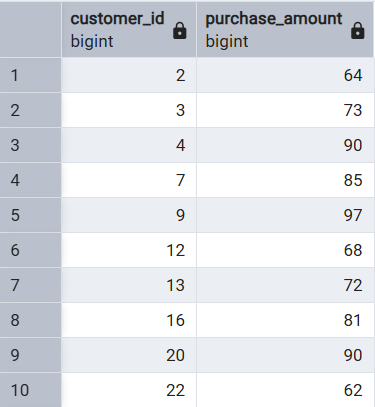 customer_id purchase_amount
bigint bigint
1 2 64
2 3 73
3 4 90
4 7 85
5 9 97
6 12 68
7 13 72
8 16 81
9 20 90
10 22 62